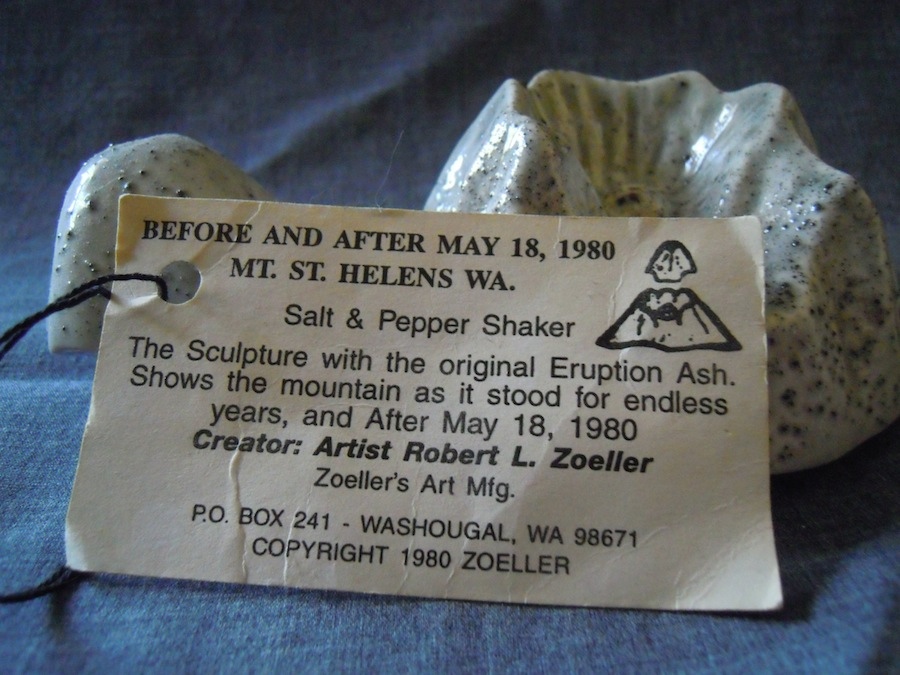 BEFORE AND AFTER MAY 18, 1980
MT. ST. HELENS WA.
Salt & Pepper Shaker
The Sculpture with the original Eruption Ash.
Shows the mountain as it stood for endless
years, and After May 18, 1980
Creator: Artist Robert L. Zoeller
Zoeller's Art Mfg.
P.O. BOX 241 - WASHOUGAL, WA 98671
COPYRIGHT 1980 ZOELLER